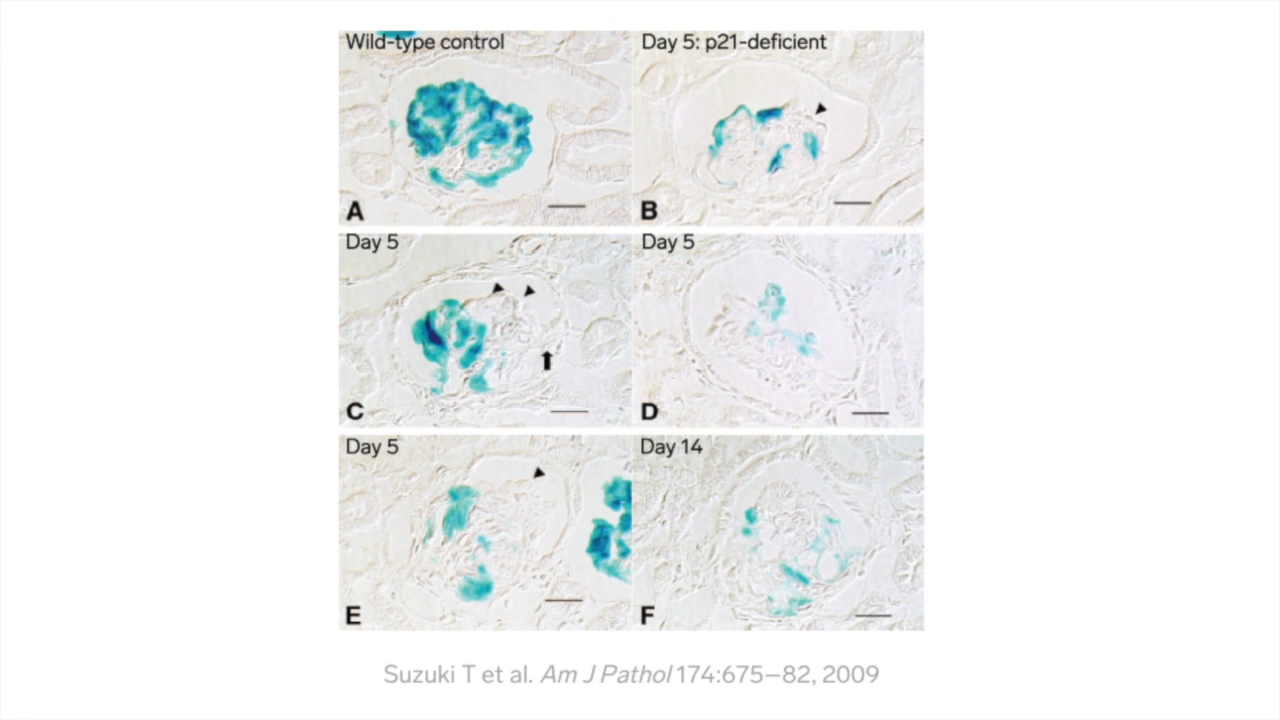 Wild-type control
Day 5: p21-deficient
A
B
Day 5
Day 5
C
D
Day 5
Day 14
E
F
Suzuki T et al. Am J Pathol 174:675–82, 2009